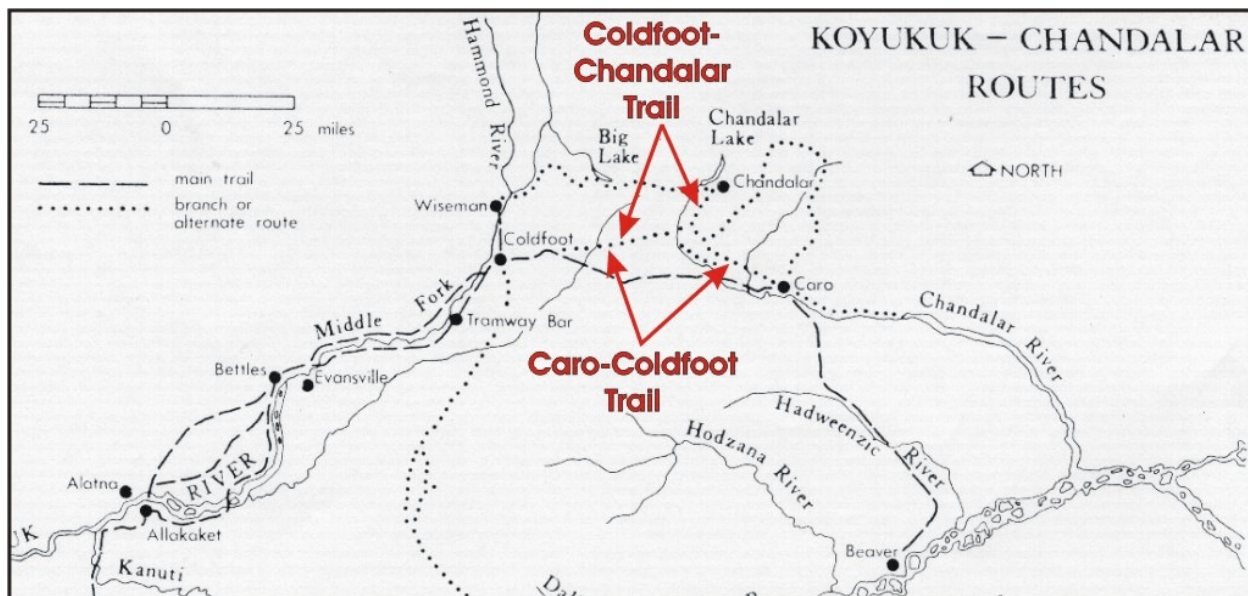 KOYUKUK – CHANDALAR
ROUTES
NORTH
25 0 25 miles
main trail
branch or
alternate route
Coldfoot-
Chandalar
Trail
Caro-Coldfoot
Trail
Hammond River
Big
Lake
Chandalar
Lake
Chandalar
Wiseman
Coldfoot
Caro
Chandalar River
Middle Fork
Tramway Bar
Bettles
Evansville
Hadweenzic River
Hodzana River
RIVER
Alatna
Allakaket
Kanuti
Beaver